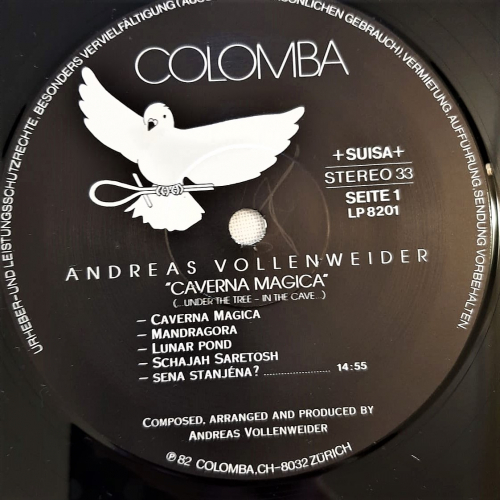 URHEBER-UND LEISTUNGSSCHUTZRECHTE, BESONDERS VERVIELFÄLTIGUNG (AUSS SÖNLICHEN GEBRAUCH), VERMIETUNG, AUFFÜHRUNG, SENDUNG VORBEHALTEN.
COLOMBA
+SUISA+
STEREO 33
SEITE 1
LP 8201
ANDREAS VOLLENWEIDER
"CAVERNA MAGICA"
(...UNDER THE TREE - IN THE CAVE...)
– CAVERNA MAGICA
– MANDRAGORA
– LUNAR POND
– SCHAJAH SARETOSH
– SENA STANJÉNA? .................... 14:55
COMPOSED, ARRANGED AND PRODUCED BY
ANDREAS VOLLENWEIDER
℗ 82 COLOMBA, CH-8032 ZÜRICH